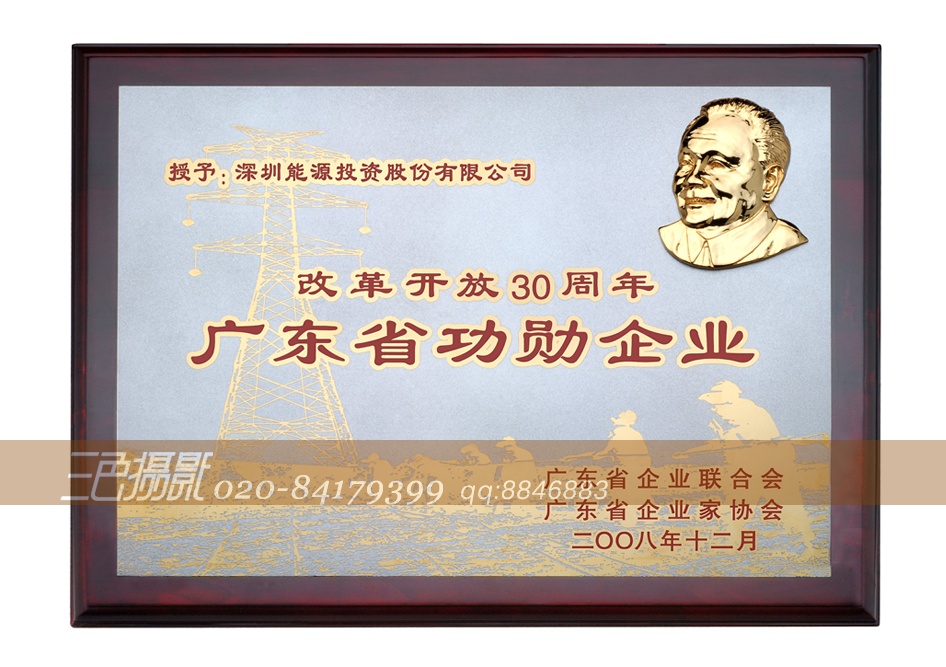 授予：深圳能源投资股份有限公司
改革开放30周年
广东省功勋企业
三色摄影 020-84179399 qq:8846883
广东省企业联合会
广东省企业家协会
二〇〇八年十二月